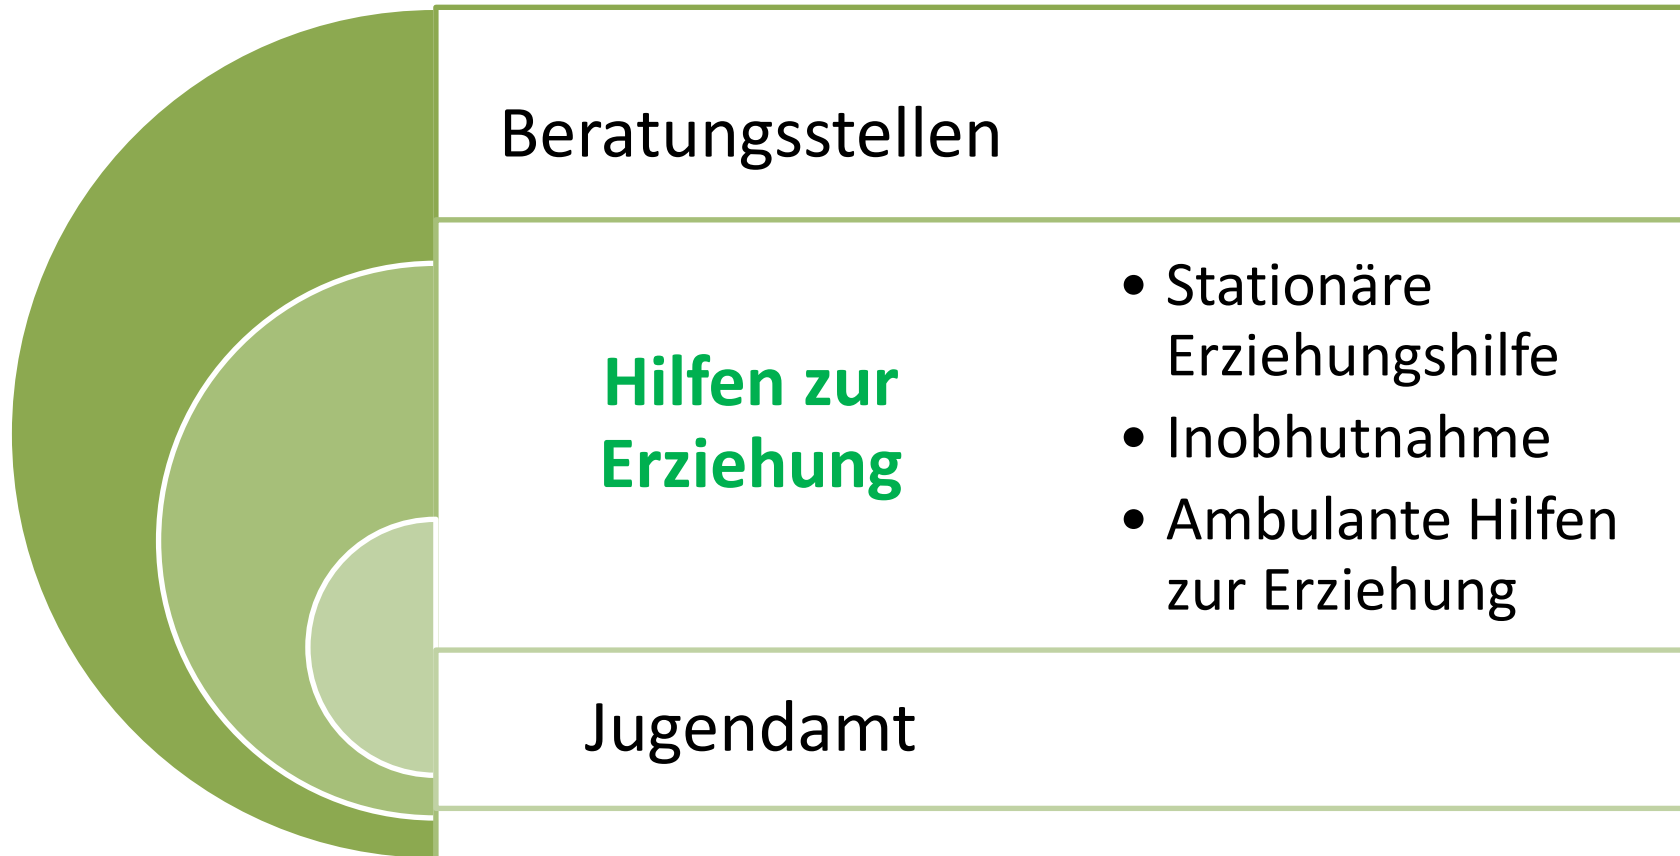 Beratungsstellen
Hilfen zur
Erziehung
• Stationäre
Erziehungshilfe
• Inobhutnahme
• Ambulante Hilfen
zur Erziehung
Jugendamt